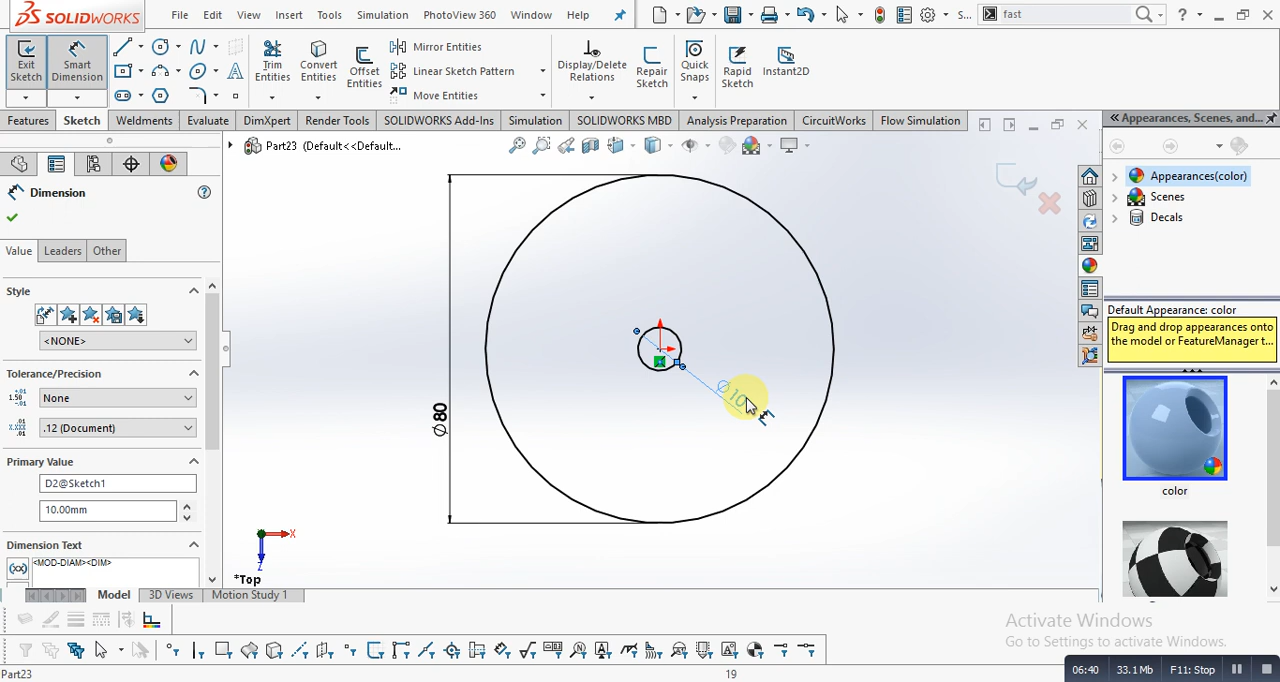 SOLIDWORKS
File Edit View Insert Tools Simulation PhotoView 360 Window Help
S... fast
Exit Sketch
Smart Dimension
Trim Entities
Convert Entities
Offset Entities
Mirror Entities
Linear Sketch Pattern
Move Entities
Display/Delete Relations
Repair Sketch
Quick Snaps
Rapid Sketch
Instant2D
Features Sketch Weldments Evaluate DimXpert Render Tools SOLIDWORKS Add-Ins Simulation SOLIDWORKS MBD Analysis Preparation CircuitWorks Flow Simulation
Appearances, Scenes, and...
Part23 (Default<<Default...
Dimension
Value Leaders Other
Style
<NONE>
Tolerance/Precision
None
.12 (Document)
Primary Value
D2@Sketch1
10.00mm
Dimension Text
<MOD-DIAM><DIM>
Ø80
Ø10
X
Z
*Top
Appearances(color)
Scenes
Decals
Default Appearance: color
Drag and drop appearances onto
the model or FeatureManager t...
color
Model 3D Views Motion Study 1
Activate Windows
Go to Settings to activate Windows.
Part23
19
06:40 33.1 Mb F11: Stop